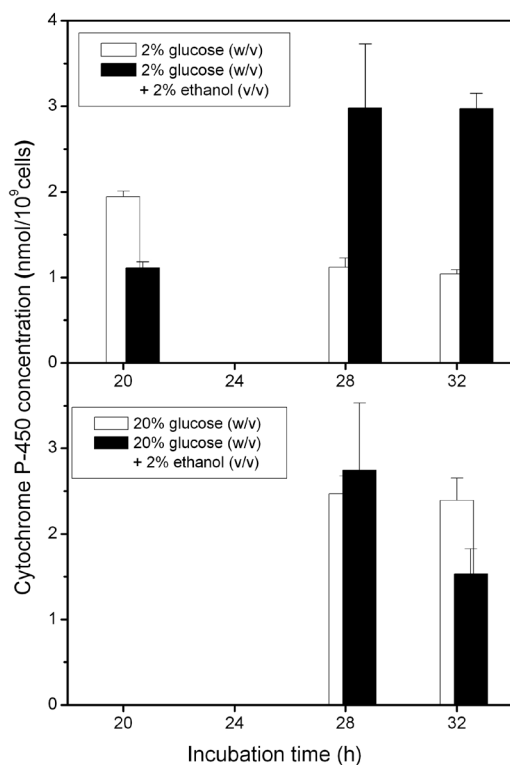 Cytochrome P-450 concentration (nmol/10⁹cells)
4
2% glucose (w/v)
2% glucose (w/v)
+ 2% ethanol (v/v)
3
2
1
0
20 24 28 32
20% glucose (w/v)
20% glucose (w/v)
+ 2% ethanol (v/v)
3
2
1
0
20 24 28 32
Incubation time (h)